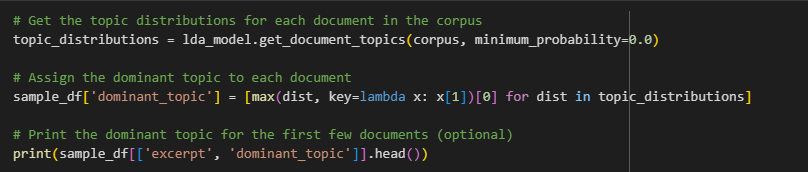 # Get the topic distributions for each document in the corpus
topic_distributions = lda_model.get_document_topics(corpus, minimum_probability=0.0)
# Assign the dominant topic to each document
sample_df['dominant_topic'] = [max(dist, key=lambda x: x[1])[0] for dist in topic_distributions]
# Print the dominant topic for the first few documents (optional)
print(sample_df[['excerpt', 'dominant_topic']].head())